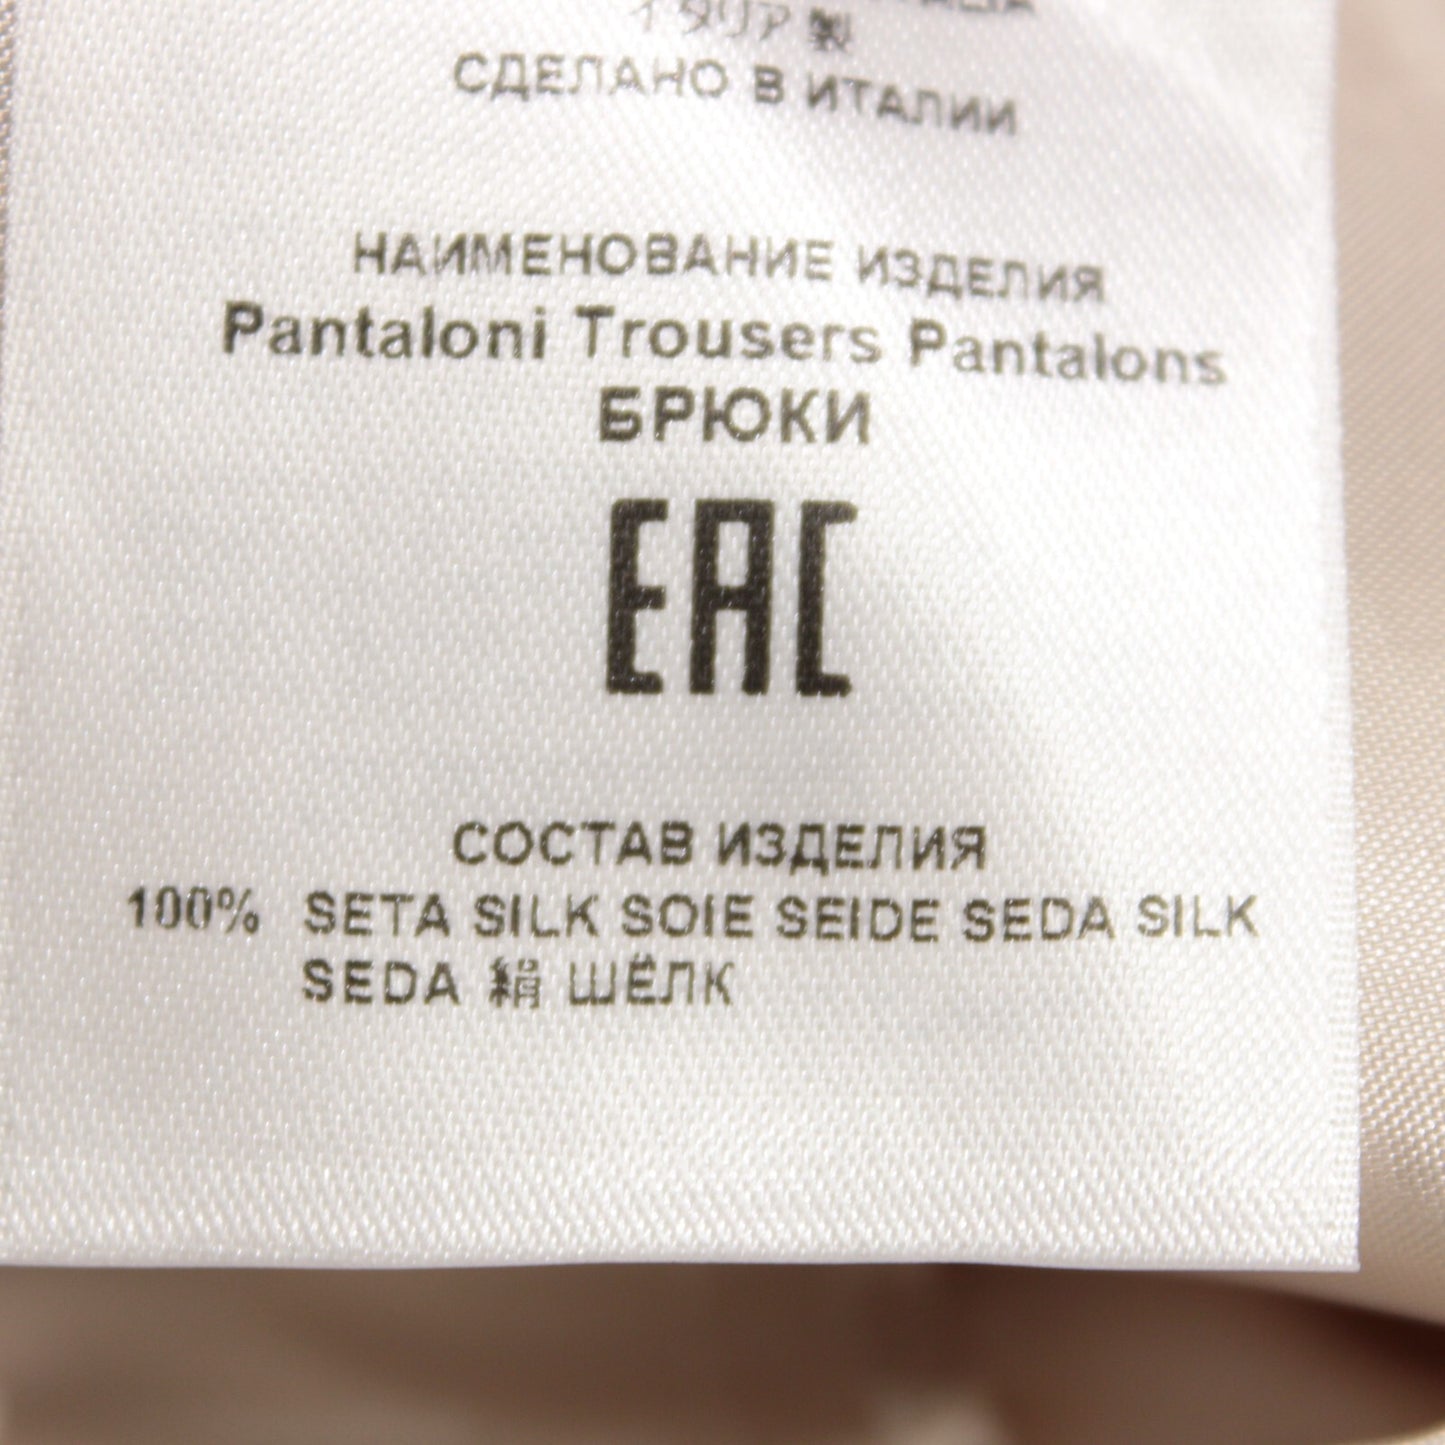 イタリア製
СДЕЛАНО В ИТАЛИИ
НАИМЕНОВАНИЕ ИЗДЕЛИЯ
Pantaloni Trousers Pantalons
БРЮКИ
EAC
СОСТАВ ИЗДЕЛИЯ
100% SETA SILK SOIE SEIDE SEDA SILK
SEDA 絹 ШЁЛК